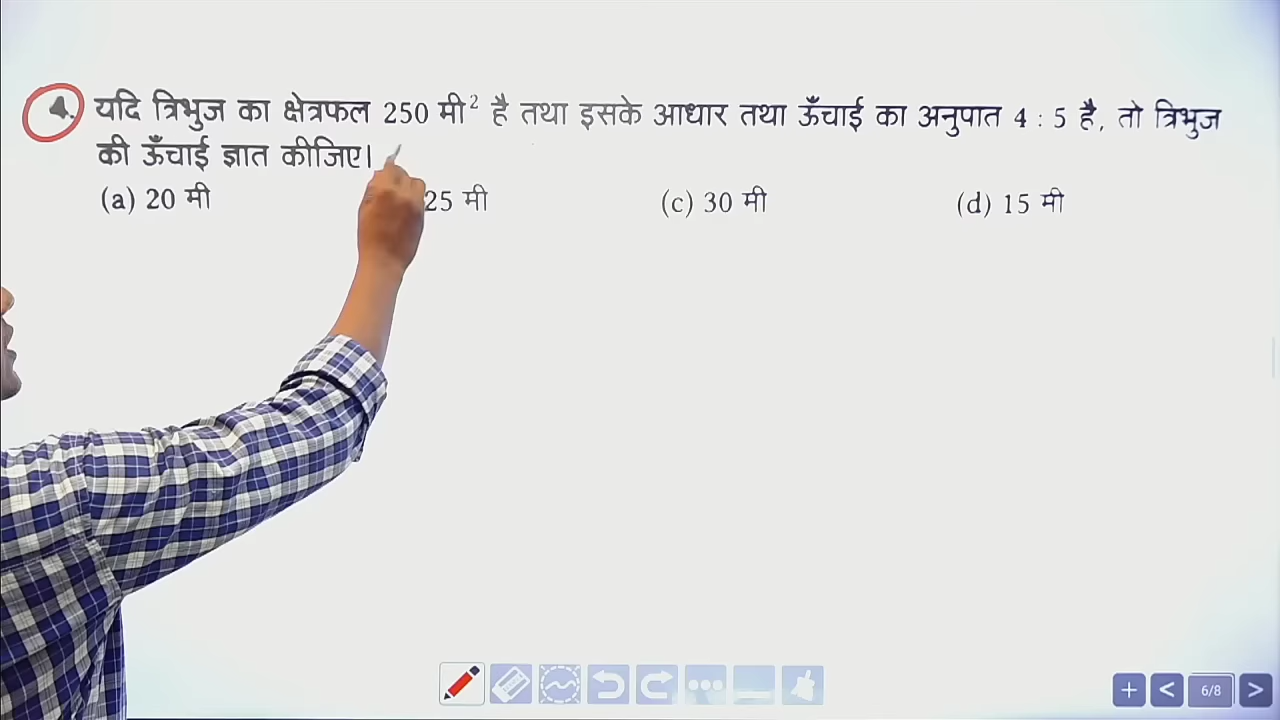 4. यदि त्रिभुज का क्षेत्रफल 250 मी² है तथा इसके आधार तथा ऊँचाई का अनुपात 4 : 5 है, तो त्रिभुज
की ऊँचाई ज्ञात कीजिए।
(a) 20 मी 25 मी (c) 30 मी (d) 15 मी
6/8